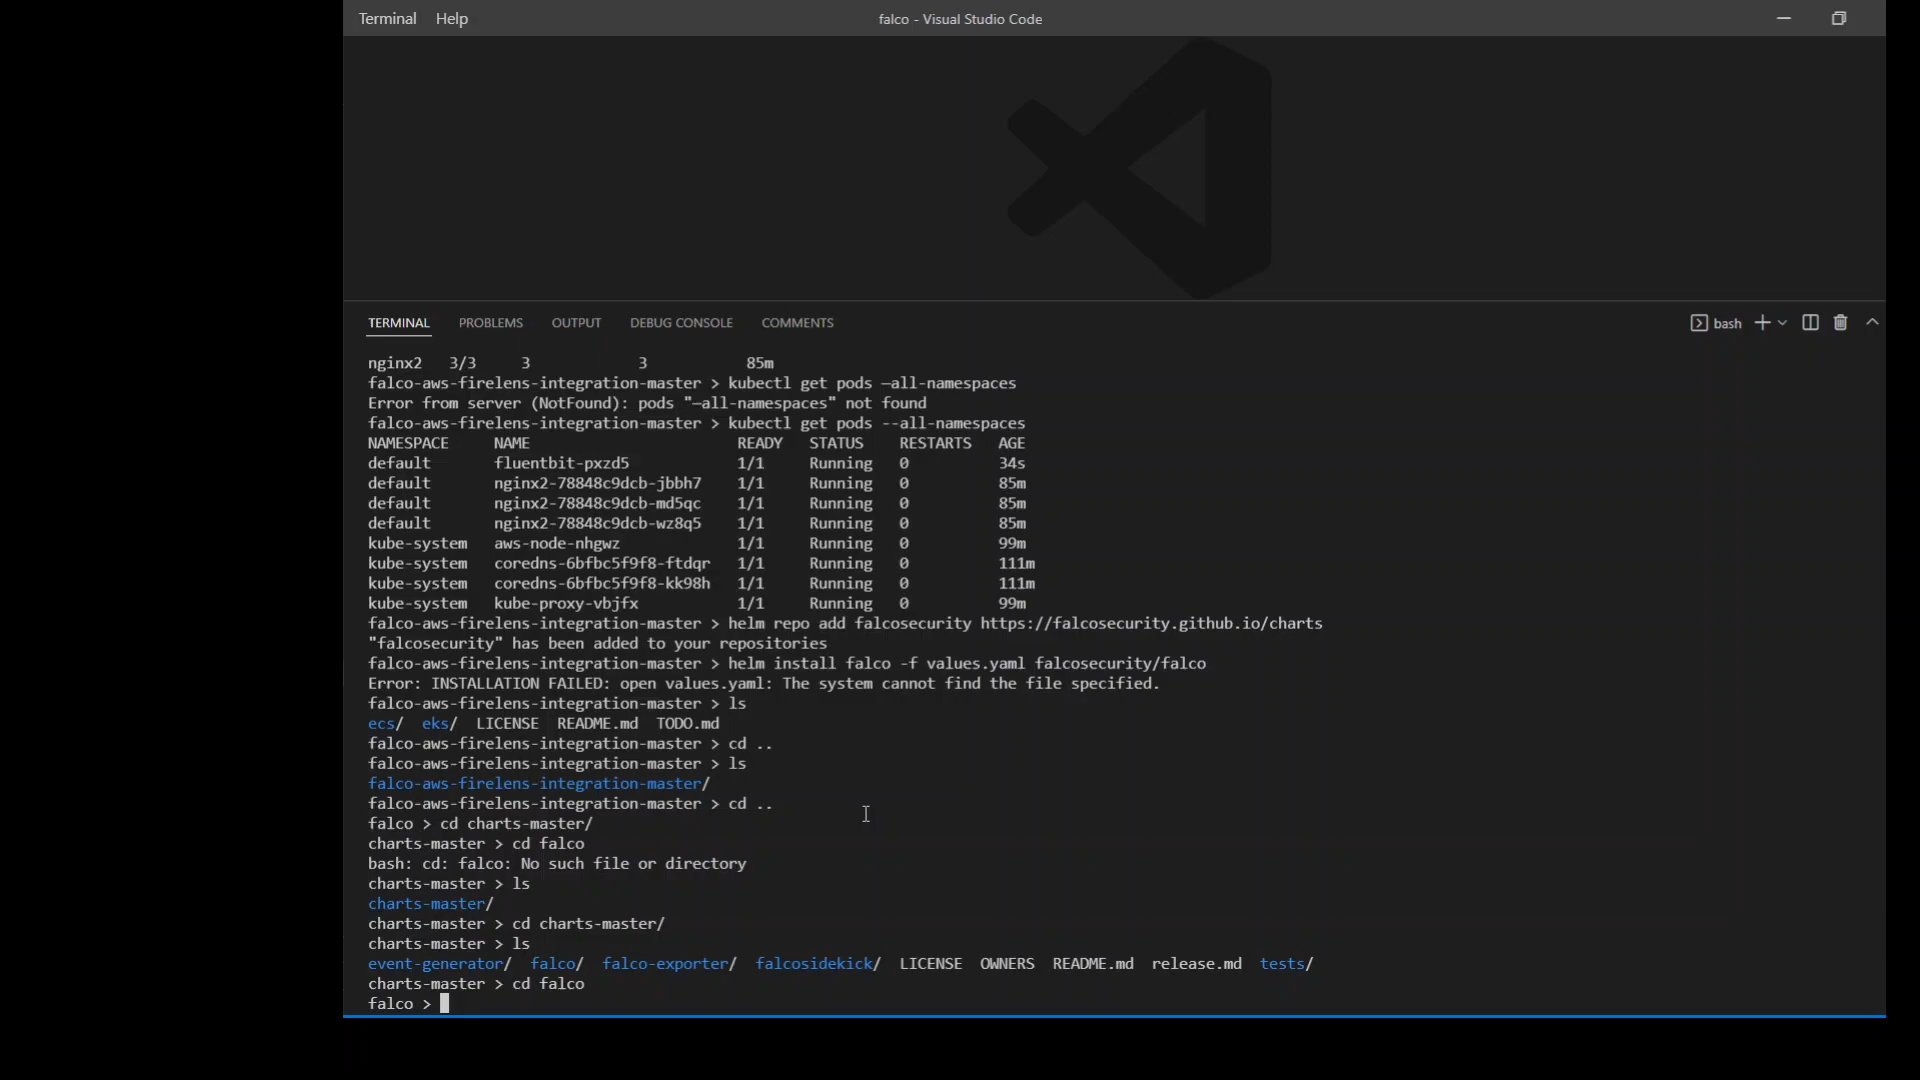 Terminal Help falco - Visual Studio Code
TERMINAL PROBLEMS OUTPUT DEBUG CONSOLE COMMENTS bash
nginx2 3/3 3 3 85m
falco-aws-firelens-integration-master > kubectl get pods —all-namespaces
Error from server (NotFound): pods "—all-namespaces" not found
falco-aws-firelens-integration-master > kubectl get pods --all-namespaces
NAMESPACE NAME READY STATUS RESTARTS AGE
default fluentbit-pxzd5 1/1 Running 0 34s
default nginx2-78848c9dcb-jbbh7 1/1 Running 0 85m
default nginx2-78848c9dcb-md5qc 1/1 Running 0 85m
default nginx2-78848c9dcb-wz8q5 1/1 Running 0 85m
kube-system aws-node-nhgwz 1/1 Running 0 99m
kube-system coredns-6bfbc5f9f8-ftdqr 1/1 Running 0 111m
kube-system coredns-6bfbc5f9f8-kk98h 1/1 Running 0 111m
kube-system kube-proxy-vbjfx 1/1 Running 0 99m
falco-aws-firelens-integration-master > helm repo add falcosecurity https://falcosecurity.github.io/charts
"falcosecurity" has been added to your repositories
falco-aws-firelens-integration-master > helm install falco -f values.yaml falcosecurity/falco
Error: INSTALLATION FAILED: open values.yaml: The system cannot find the file specified.
falco-aws-firelens-integration-master > ls
ecs/ eks/ LICENSE README.md TODO.md
falco-aws-firelens-integration-master > cd ..
falco-aws-firelens-integration-master > ls
falco-aws-firelens-integration-master/
falco-aws-firelens-integration-master > cd ..
falco > cd charts-master/
charts-master > cd falco
bash: cd: falco: No such file or directory
charts-master > ls
charts-master/
charts-master > cd charts-master/
charts-master > ls
event-generator/ falco/ falco-exporter/ falcosidekick/ LICENSE OWNERS README.md release.md tests/
charts-master > cd falco
falco >